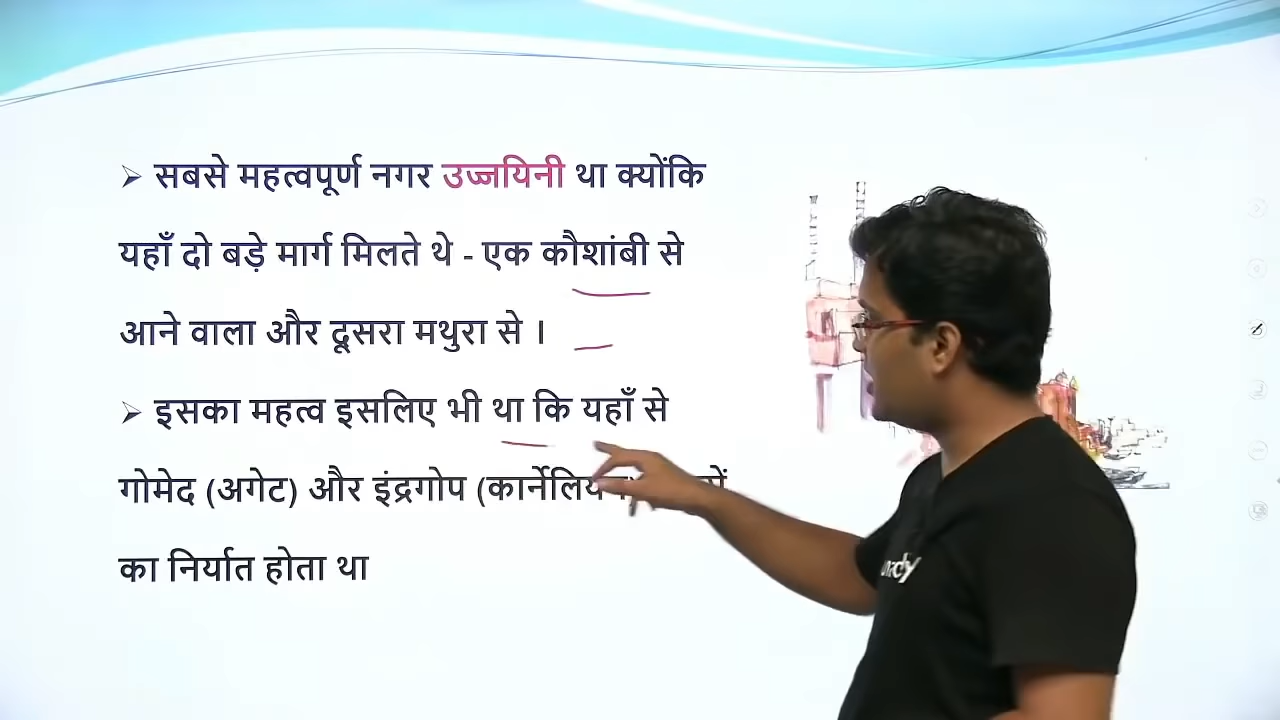 ➢ सबसे महत्वपूर्ण नगर उज्जयिनी था क्योंकि
यहाँ दो बड़े मार्ग मिलते थे - एक कौशांबी से
आने वाला और दूसरा मथुरा से ।
➢ इसका महत्व इसलिए भी था कि यहाँ से
गोमेद (अगेट) और इंद्रगोप
का निर्यात होता था